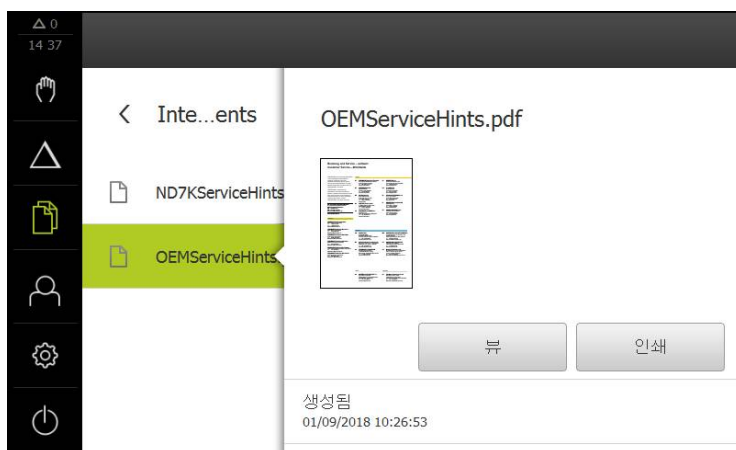 Δ 0
14 37
Inte...ents
OEMServiceHints.pdf
ND7KServiceHints
OEMServiceHints.
뷰
인쇄
생성됨
01/09/2018 10:26:53